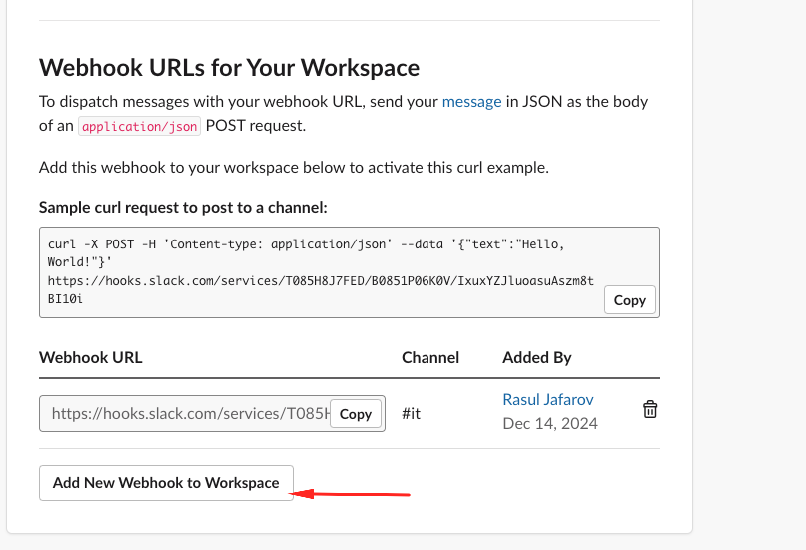 Webhook URLs for Your Workspace
To dispatch messages with your webhook URL, send your message in JSON as the body
of an application/json POST request.
Add this webhook to your workspace below to activate this curl example.
Sample curl request to post to a channel:
curl -X POST -H 'Content-type: application/json' --data '{"text":"Hello,
World!"}'
https://hooks.slack.com/services/T085H8J7FED/B0851P06K0V/IxuxYZJluoasuAszm8t
BI10i
Copy
Webhook URL Channel Added By
https://hooks.slack.com/services/T085H Copy #it Rasul Jafarov
Dec 14, 2024
Add New Webhook to Workspace